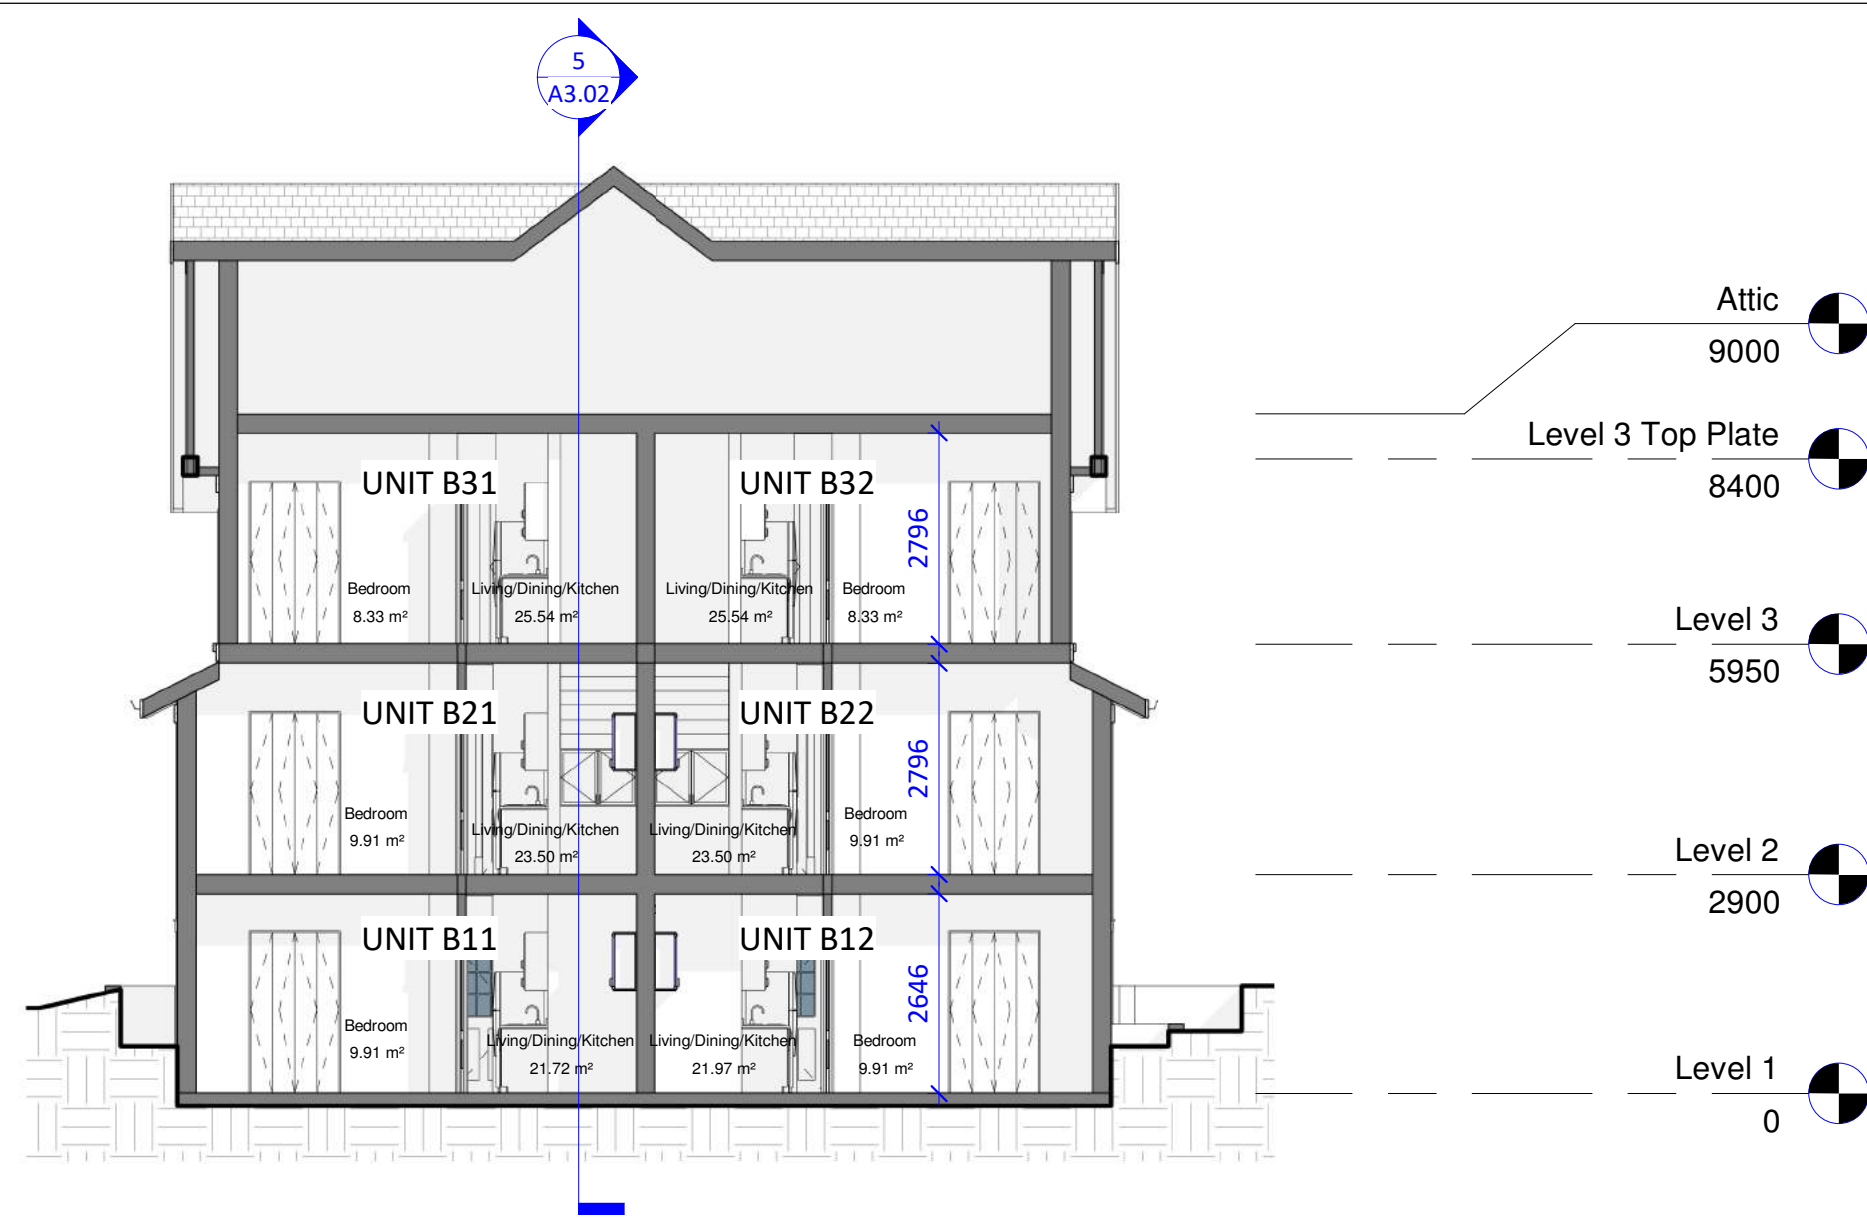 5
A3.02
Attic
9000
Level 3 Top Plate
8400
UNIT B31
UNIT B32
2796
Bedroom
8.33 m²
Living/Dining/Kitchen
25.54 m²
Living/Dining/Kitchen
25.54 m²
Bedroom
8.33 m²
Level 3
5950
UNIT B21
UNIT B22
2796
Bedroom
9.91 m²
Living/Dining/Kitchen
23.50 m²
Living/Dining/Kitchen
23.50 m²
Bedroom
9.91 m²
Level 2
2900
UNIT B11
UNIT B12
2646
Bedroom
9.91 m²
Living/Dining/Kitchen
21.72 m²
Living/Dining/Kitchen
21.97 m²
Bedroom
9.91 m²
Level 1
0